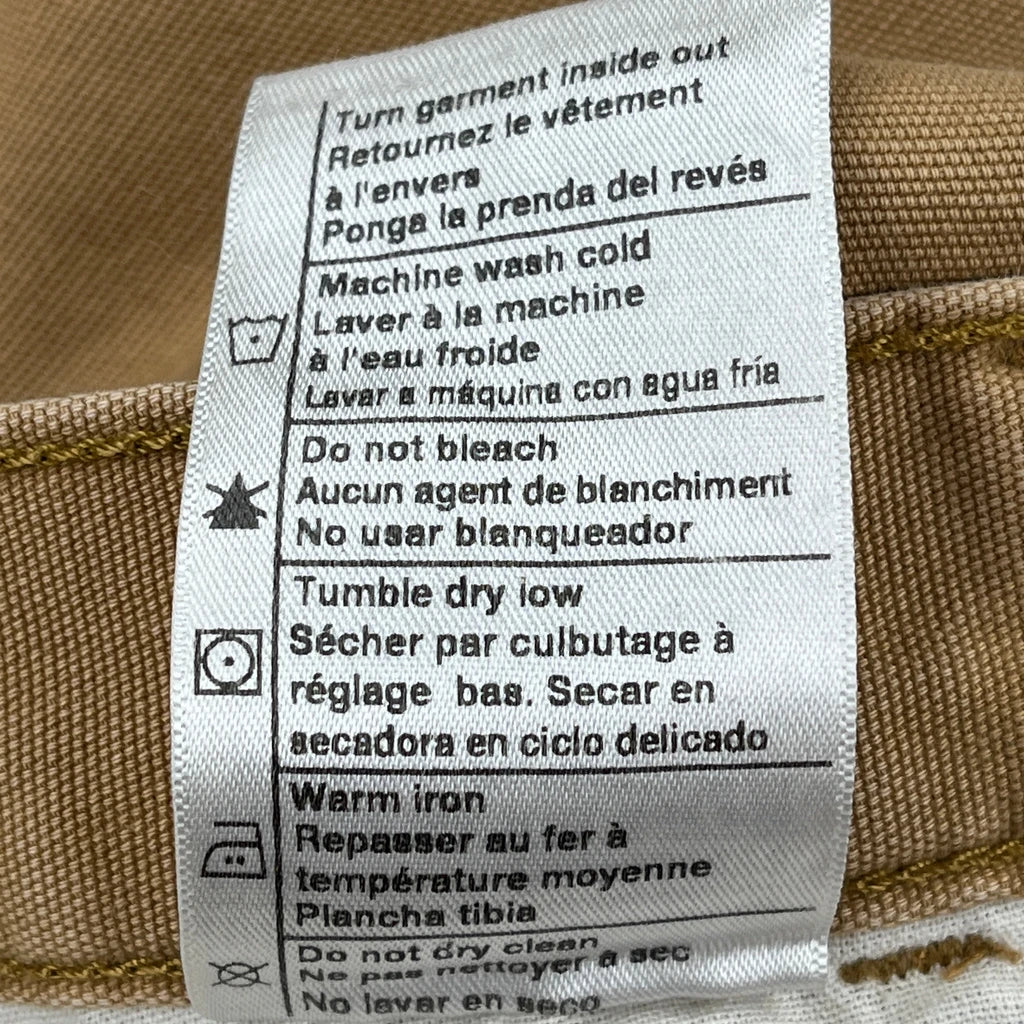 Turn garment inside out
Retournez le vêtement
à l'envers
Ponga la prenda del revés
Machine wash cold
Laver à la machine
à l'eau froide
Lavar a máquina con agua fría
Do not bleach
Aucun agent de blanchiment
No usar blanqueador
Tumble dry low
Sécher par culbutage à
réglage bas. Secar en
secadora en ciclo delicado
Warm iron
Repasser au fer à
température moyenne
Plancha tibia
Do not dry clean
Ne pas nettoyer a sec
No lavar en seco